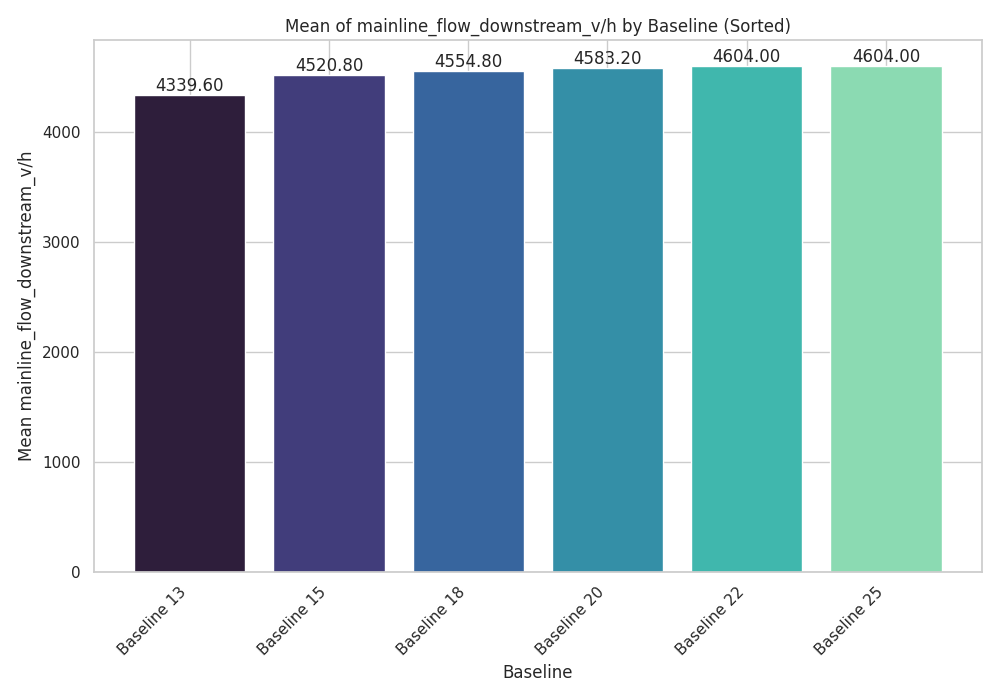 Mean of mainline_flow_downstream_v/h by Baseline (Sorted)
4339.60
4520.80
4554.80
4583.20
4604.00
4604.00
Mean mainline_flow_downstream_v/h
4000
3000
2000
1000
0
Baseline 13
Baseline 15
Baseline 18
Baseline 20
Baseline 22
Baseline 25
Baseline